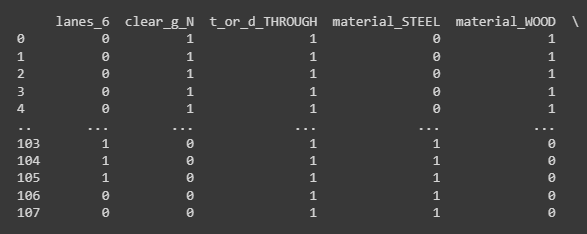 lanes_6 clear_g_N t_or_d_THROUGH material_STEEL material_WOOD \
0 0 1 1 0 1
1 0 1 1 0 1
2 0 1 1 0 1
3 0 1 1 0 1
4 0 1 1 0 1
.. ... ... ... ... ...
103 1 0 1 1 0
104 1 0 1 1 0
105 1 0 1 1 0
106 0 0 1 1 0
107 0 0 1 1 0